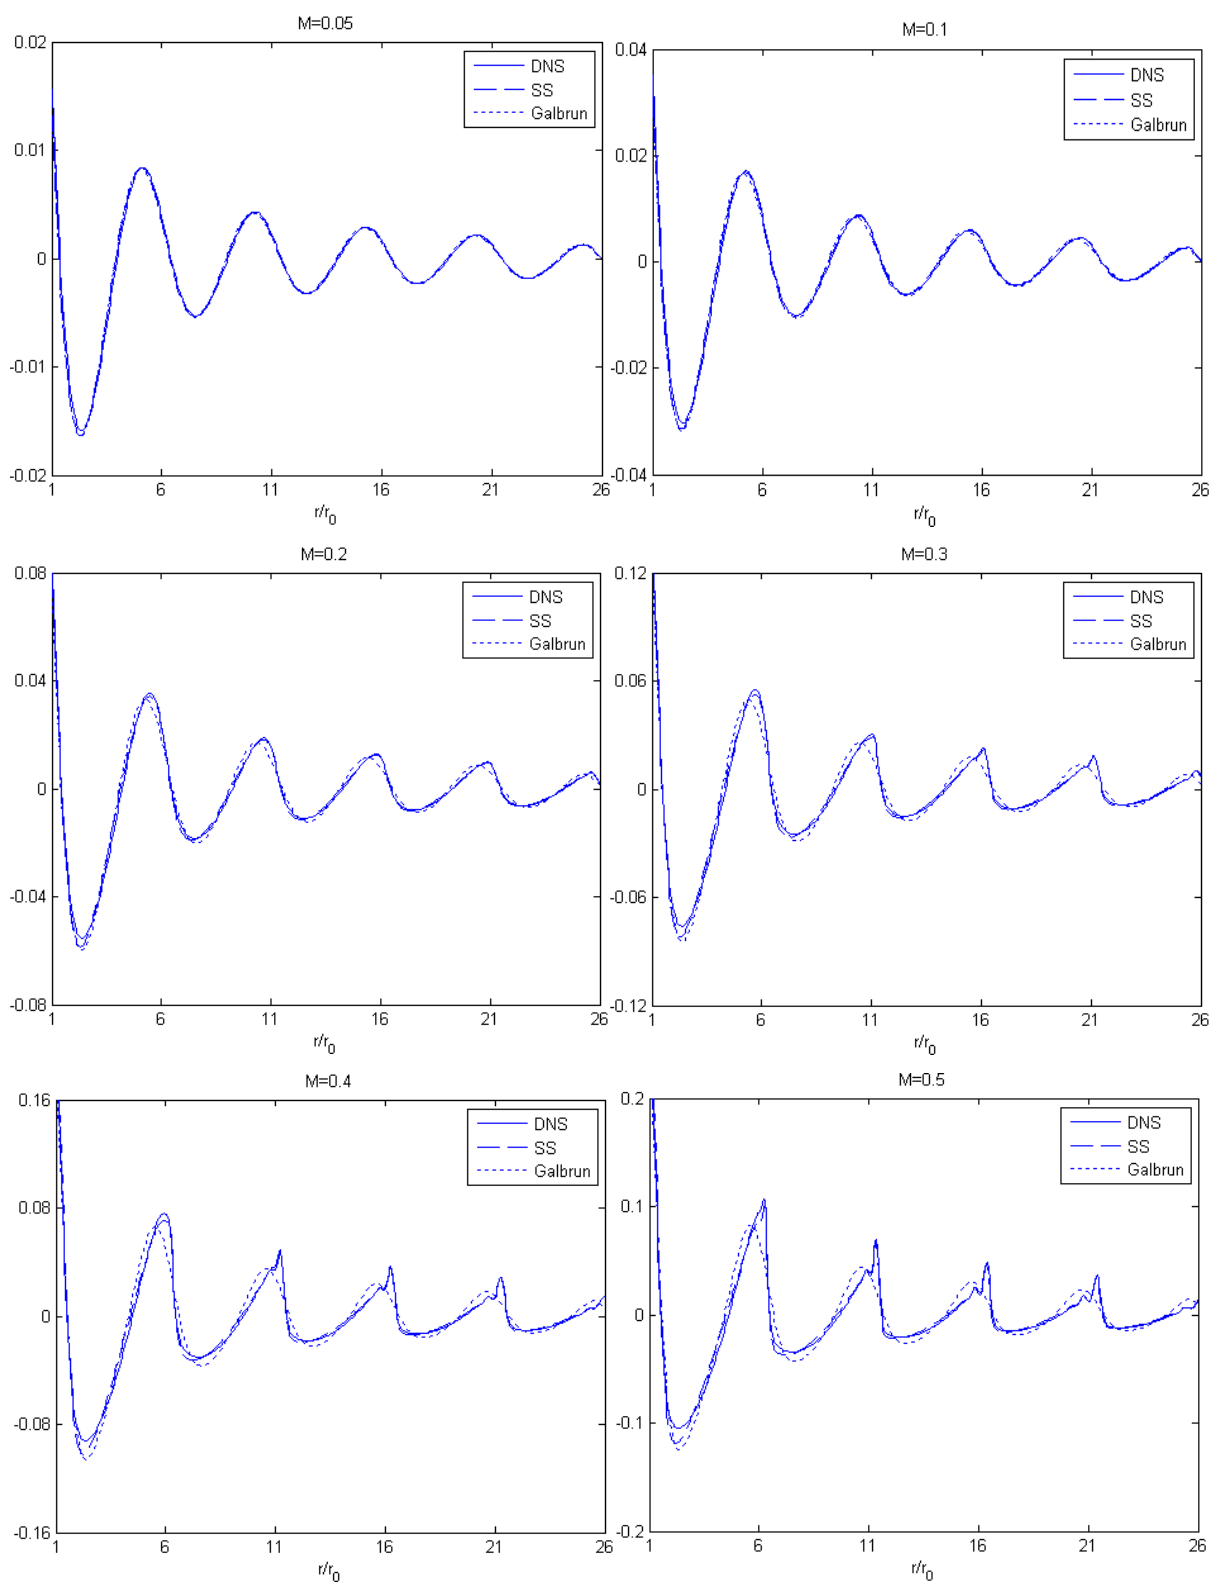 M=0.05
0.02
0.01
0
-0.01
-0.02
DNS
SS
Galbrun
1 6 11 16 21 26
r/r0
M=0.1
0.04
0.02
0
-0.02
-0.04
DNS
SS
Galbrun
1 6 11 16 21 26
r/r0
M=0.2
0.08
0.04
0
-0.04
-0.08
DNS
SS
Galbrun
1 6 11 16 21 26
r/r0
M=0.3
0.12
0.06
0
-0.06
-0.12
DNS
SS
Galbrun
1 6 11 16 21 26
r/r0
M=0.4
0.16
0.08
0
-0.08
-0.16
DNS
SS
Galbrun
1 6 11 16 21 26
r/r0
M=0.5
0.2
0.1
0
-0.1
-0.2
DNS
SS
Galbrun
1 6 11 16 21 26
r/r0